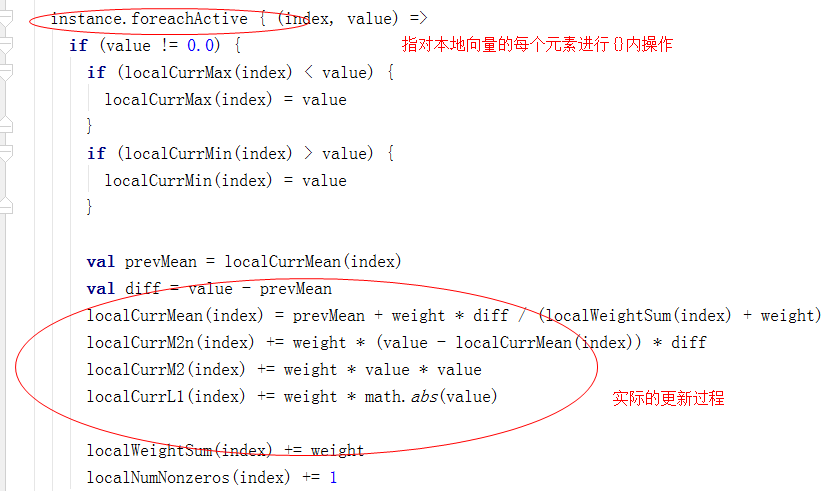 instance.foreachActive { (index, value) =>
if (value != 0.0) {
指对本地向量的每个元素进行{}内操作
if (localCurrMax(index) < value) {
localCurrMax(index) = value
}
if (localCurrMin(index) > value) {
localCurrMin(index) = value
}
val prevMean = localCurrMean(index)
val diff = value - prevMean
localCurrMean(index) = prevMean + weight * diff / (localWeightSum(index) + weight)
localCurrM2n(index) += weight * (value - localCurrMean(index)) * diff
localCurrM2(index) += weight * value * value
localCurrL1(index) += weight * math.abs(value)
实际的更新过程
localWeightSum(index) += weight
localNumNonzeros(index) += 1